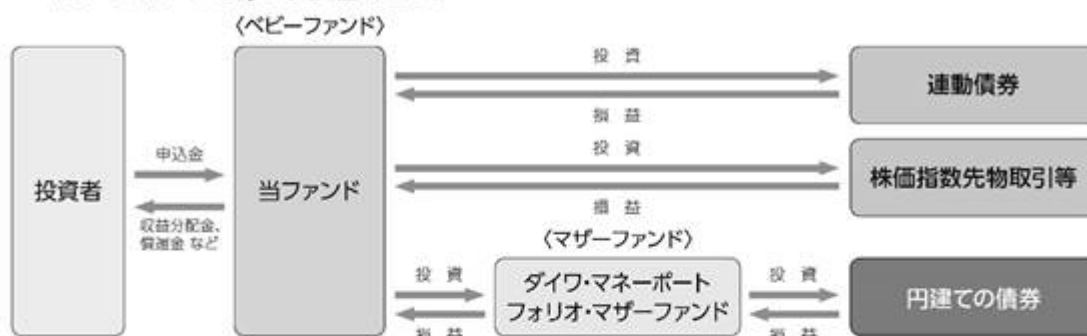 〈ベビーファンド〉
投資
連動債券
損益
申込金
投資
投資者
当ファンド
株価指数先物取引等
収益分配金、
償還金 など
損益
〈マザーファンド〉
投資
ダイワ・マネーポート
フォリオ・マザーファンド
投資
円建ての債券
損益
損益